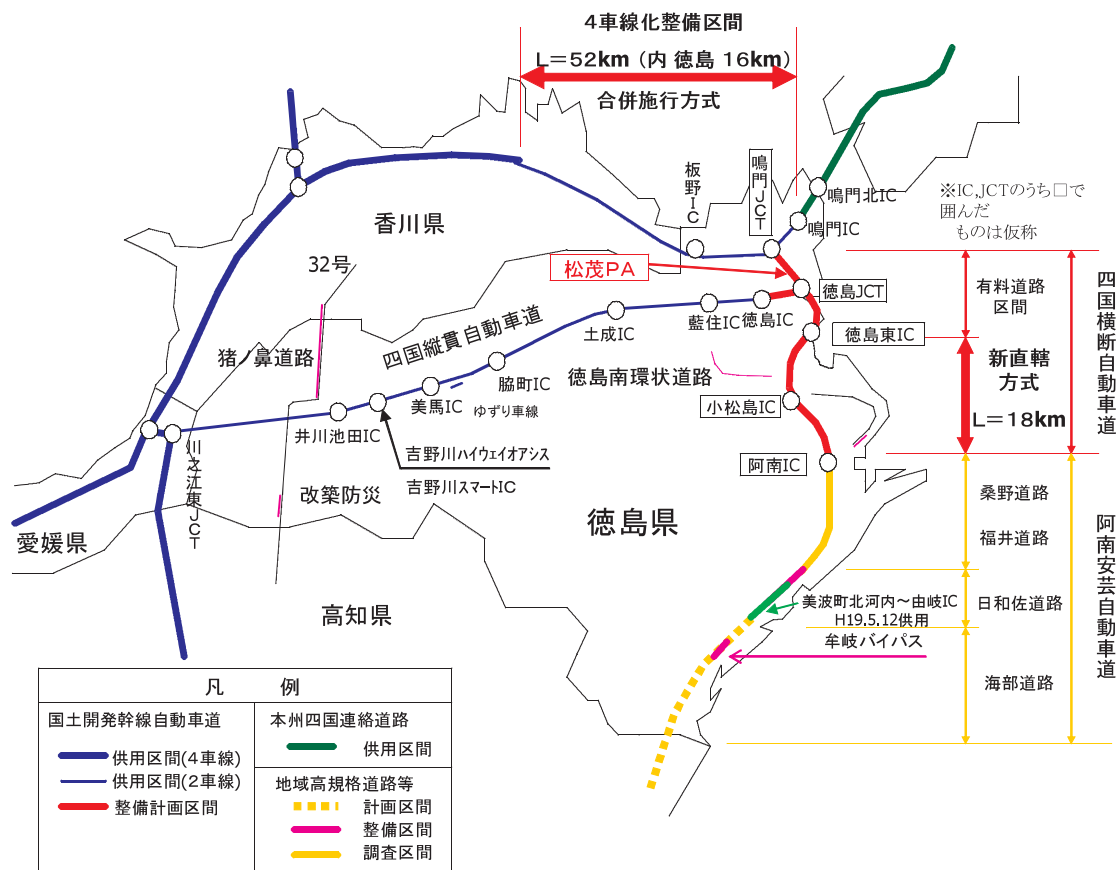 4車線化整備区間
L=52km (内 徳島 16km)
合併施行方式
板野IC
鳴門JCT
鳴門北IC
鳴門IC
※IC,JCTのうち□で
囲んだ
ものは仮称
香川県
32号
松茂PA
徳島JCT
有料道路
区間
四国横断自動車道
四国縦貫自動車道
土成IC
藍住IC
徳島IC
徳島東IC
猪ノ鼻道路
脇町IC
徳島南環状道路
新直轄
方式
美馬IC
ゆずり車線
小松島IC
L=18km
井川池田IC
川之江東JCT
吉野川ハイウェイオアシス
吉野川スマートIC
阿南IC
改築防災
徳島県
桑野道路
愛媛県
福井道路
阿南安芸自動車道
高知県
美波町北河内～由岐IC
H19.5.12供用
日和佐道路
牟岐バイパス
海部道路
凡 例
国土開発幹線自動車道
供用区間(4車線)
供用区間(2車線)
整備計画区間
本州四国連絡道路
供用区間
地域高規格道路等
計画区間
整備区間
調査区間